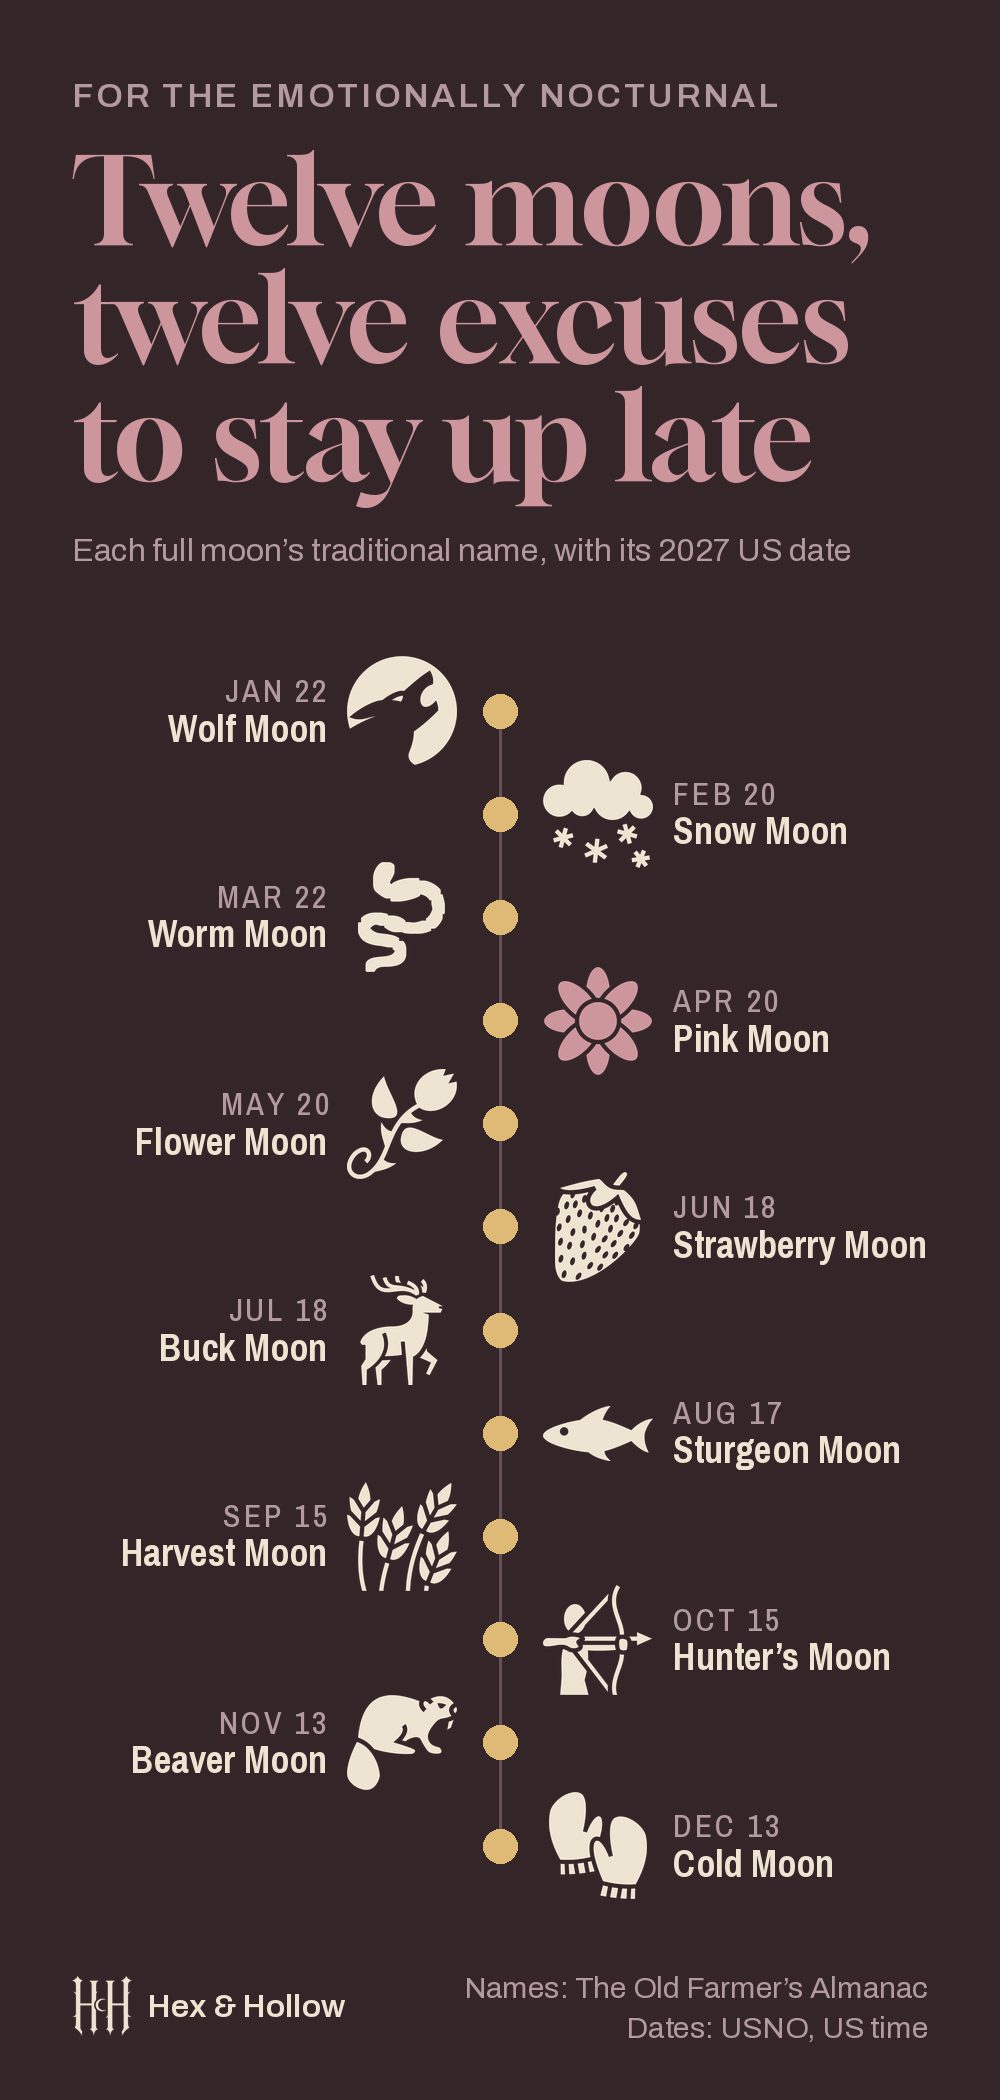 FOR THE EMOTIONALLY NOCTURNAL
Twelve moons,
twelve excuses
to stay up late
Each full moon’s traditional name, with its 2027 US date
JAN 22
Wolf Moon
FEB 20
Snow Moon
MAR 22
Worm Moon
APR 20
Pink Moon
MAY 20
Flower Moon
JUN 18
Strawberry Moon
JUL 18
Buck Moon
AUG 17
Sturgeon Moon
SEP 15
Harvest Moon
OCT 15
Hunter’s Moon
NOV 13
Beaver Moon
DEC 13
Cold Moon
HH
Hex & Hollow
Names: The Old Farmer’s Almanac
Dates: USNO, US time